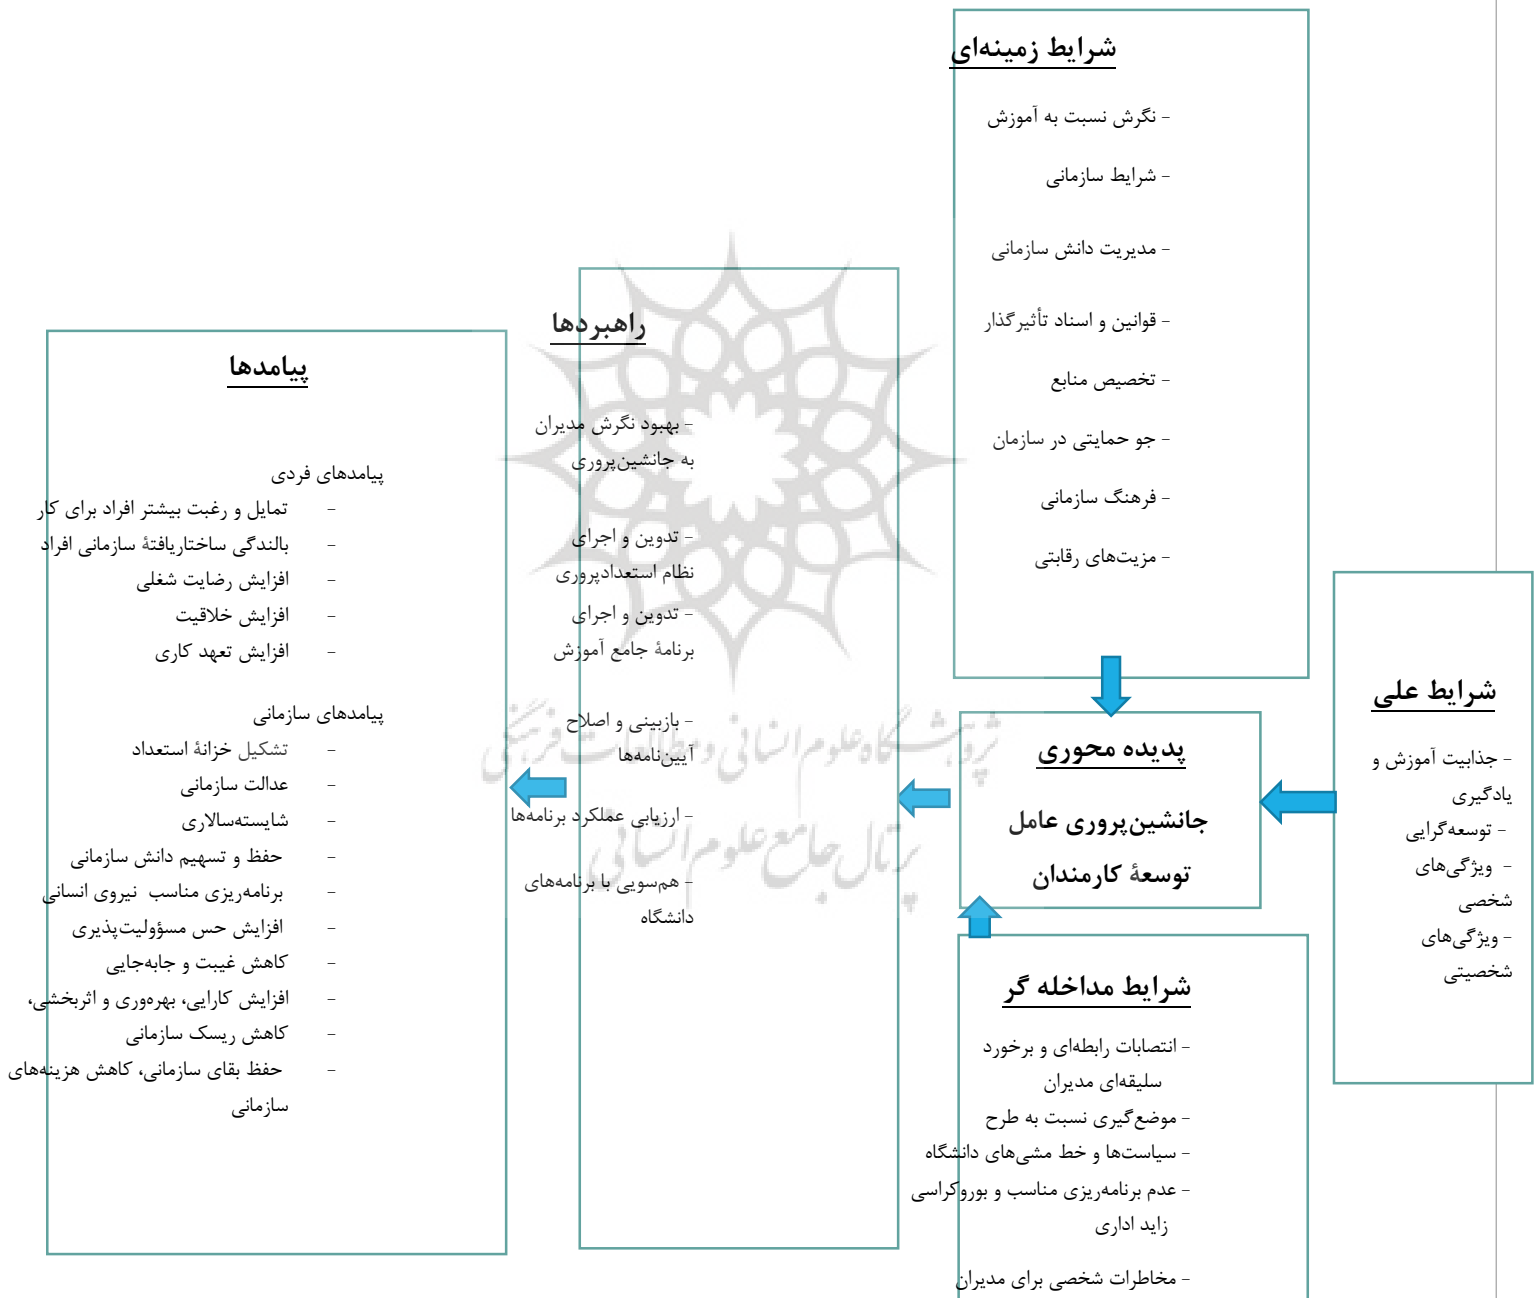 شرایط زمینه‌ای
- نگرش نسبت به آموزش
- شرایط سازمانی
- مدیریت دانش سازمانی
- قوانین و اسناد تأثیرگذار
- تخصیص منابع
- جو حمایتی در سازمان
- فرهنگ سازمانی
- مزیت‌های رقابتی
شرایط علی
- جذابیت آموزش و
یادگیری
- توسعه‌گرایی
- ویژگی‌های
شخصی
- ویژگی‌های
شخصیتی
پدیده محوری
جانشین‌پروری عامل
توسعهٔ کارمندان
شرایط مداخله گر
- انتصابات رابطه‌ای و برخورد
سلیقه‌ای مدیران
- موضع‌گیری نسبت به طرح
- سیاست‌ها و خط مشی‌های دانشگاه
- عدم برنامه‌ریزی مناسب و بوروکراسی
زاید اداری
- مخاطرات شخصی برای مدیران
راهبردها
- بهبود نگرش مدیران
به جانشین‌پروری
- تدوین و اجرای
نظام استعدادپروری
- تدوین و اجرای
برنامهٔ جامع آموزش
- بازبینی و اصلاح
آیین‌نامه‌ها
- ارزیابی عملکرد برنامه‌ها
- هم‌سویی با برنامه‌های
دانشگاه
پیامدها
پیامدهای فردی
- تمایل و رغبت بیشتر افراد برای کار
- بالندگی ساختاریافتهٔ سازمانی افراد
- افزایش رضایت شغلی
- افزایش خلاقیت
- افزایش تعهد کاری
پیامدهای سازمانی
- تشکیل خزانهٔ استعداد
- عدالت سازمانی
- شایسته‌سالاری
- حفظ و تسهیم دانش سازمانی
- برنامه‌ریزی مناسب نیروی انسانی
- افزایش حس مسؤولیت‌پذیری
- کاهش غیبت و جابه‌جایی
- افزایش کارایی، بهره‌وری و اثربخشی،
- کاهش ریسک سازمانی
- حفظ بقای سازمانی، کاهش هزینه‌های
سازمانی
پژوهشگاه علوم انسانی و مطالعات فرهنگی
پرتال جامع علوم انسانی